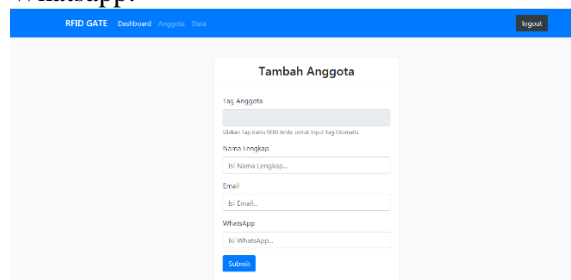 Whatsapp.
RFID GATE Dashboard Anggota Data logout
Tambah Anggota
Tag Anggota
Silahkan Tap Kartu RFID Anda, untuk Input Tag Otomatis.
Nama Lengkap
Isi Nama Lengkap...
Email
Isi Email...
WhatsApp
Isi WhatsApp...
Submit